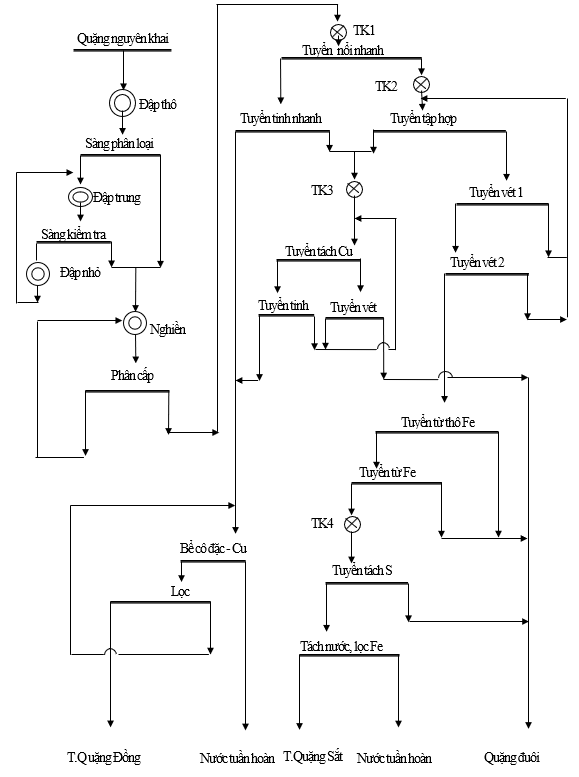 Quặng nguyên khai
Đập thô
Sàng phân loại
Đập trung
Sàng kiểm tra
Đập nhỏ
Nghiền
Phân cấp
TK1
Tuyển nổi nhanh
TK2
Tuyển tinh nhanh
Tuyển tập hợp
TK3
Tuyển vét 1
Tuyển tách Cu
Tuyển vét 2
Tuyển tinh
Tuyển vét
Tuyển từ thô Fe
Tuyển từ Fe
TK4
Bể cô đặc - Cu
Tuyển tách S
Lọc
Tách nước, lọc Fe
T.Quặng Đồng
Nước tuần hoàn
T.Quặng Sắt
Nước tuần hoàn
Quặng đuôi